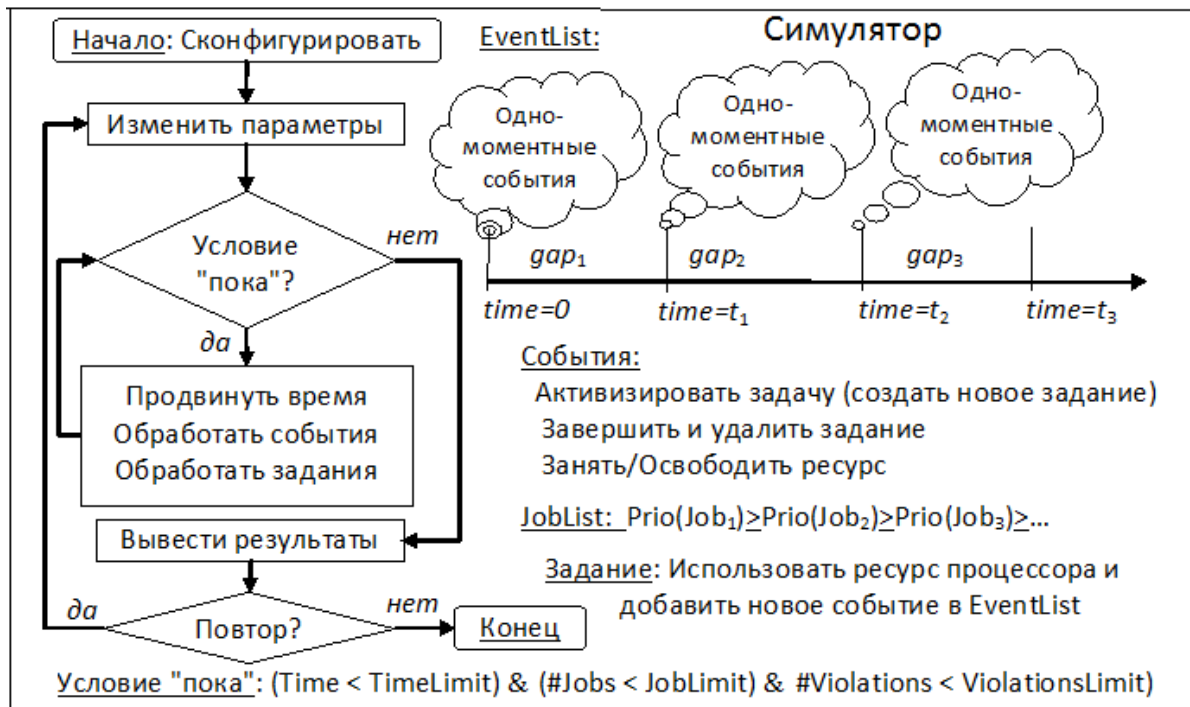 Симулятор
Начало: Сконфигурировать
Изменить параметры
Условие
"пока"?
нет
да
Продвинуть время
Обработать события
Обработать задания
Вывести результаты
Повтор?
да
нет
Конец
EventList:
Одно-
моментные
события
Одно-
моментные
события
Одно-
моментные
события
gap₁ gap₂ gap₃
time=0 time=t₁ time=t₂ time=t₃
События:
Активизировать задачу (создать новое задание)
Завершить и удалить задание
Занять/Освободить ресурс
JobList: Prio(Job₁)≥Prio(Job₂)≥Prio(Job₃)≥...
Задание: Использовать ресурс процессора и
добавить новое событие в EventList
Условие "пока": (Time < TimeLimit) & (#Jobs < JobLimit) & #Violations < ViolationsLimit)